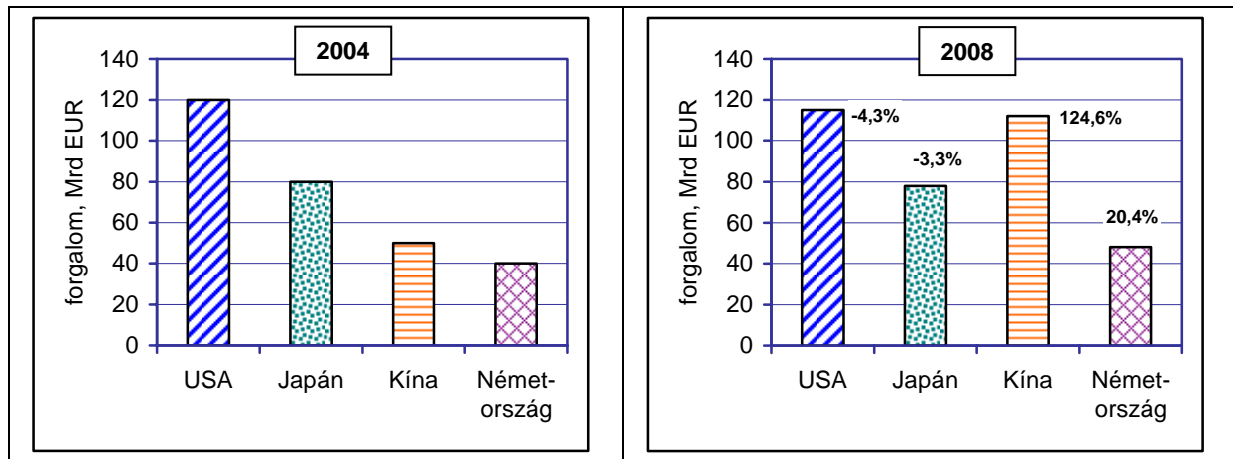 2004
140
120
100
80
60
40
20
0
forgalom, Mrd EUR
USA
Japán
Kína
Német-
ország
2008
140
120
100
80
60
40
20
0
forgalom, Mrd EUR
-4,3%
-3,3%
124,6%
20,4%
USA
Japán
Kína
Német-
ország